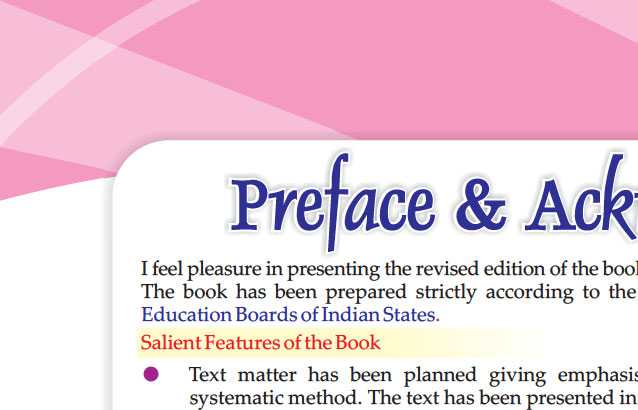 Preface & Ack
I feel pleasure in presenting the revised edition of the book
The book has been prepared strictly according to the
Education Boards of Indian States.
Salient Features of the Book
Text matter has been planned giving emphasis
systematic method. The text has been presented in